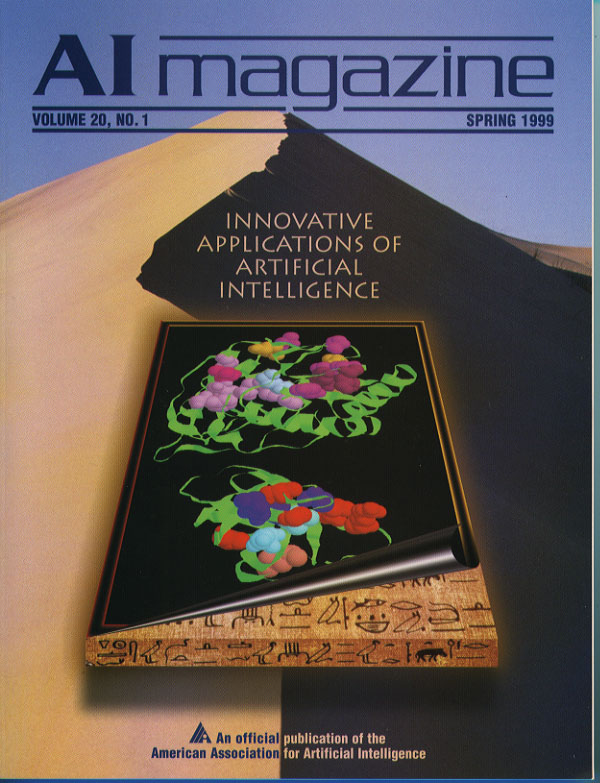 AI magazine
VOLUME 20, NO. 1 SPRING 1999
INNOVATIVE
APPLICATIONS OF
ARTIFICIAL
INTELLIGENCE
An official publication of the
American Association for Artificial Intelligence